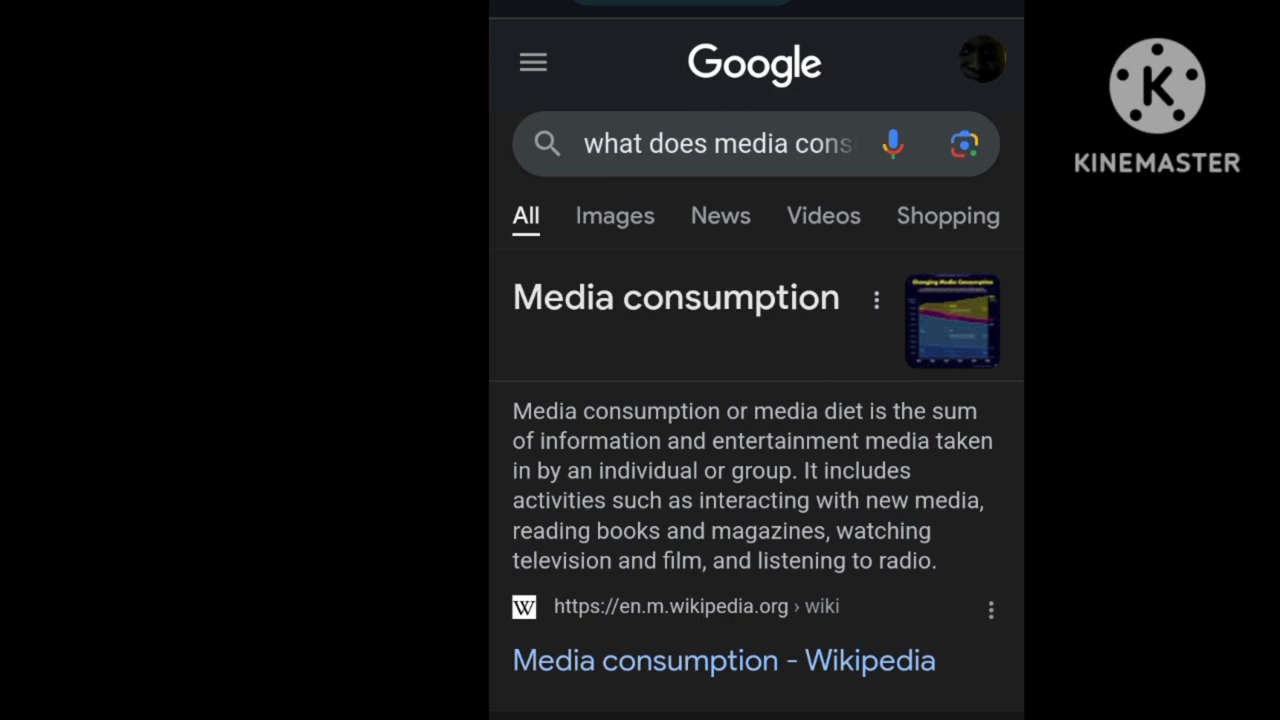 Google
what does media cons
All Images News Videos Shopping
Media consumption
Changing Media Consumption
Media consumption or media diet is the sum
of information and entertainment media taken
in by an individual or group. It includes
activities such as interacting with new media,
reading books and magazines, watching
television and film, and listening to radio.
W https://en.m.wikipedia.org › wiki
Media consumption - Wikipedia
K
KINEMASTER